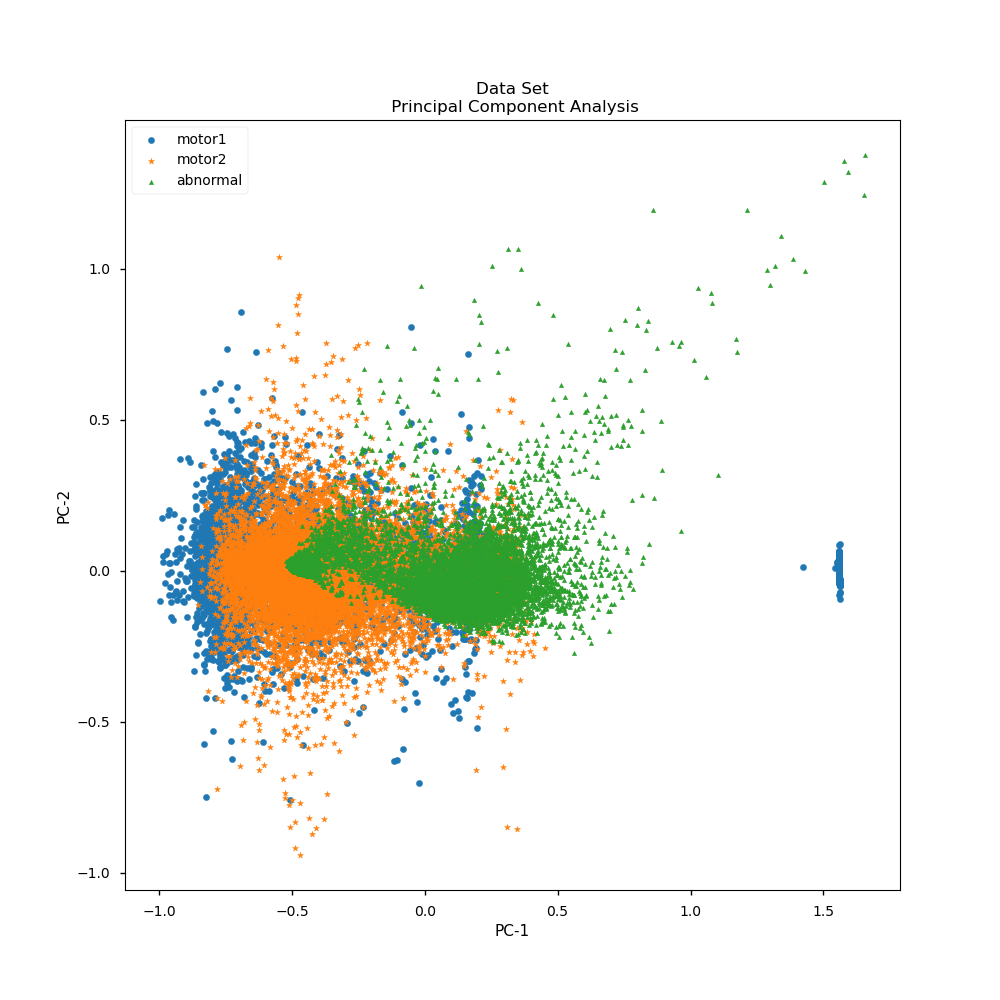 Data Set
Principal Component Analysis
motor1
motor2
abnormal
PC-2
1.0
0.5
0.0
−0.5
−1.0
−1.0 −0.5 0.0 0.5 1.0 1.5
PC-1